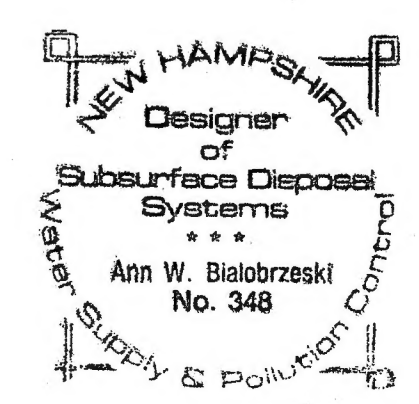 NEW HAMPSHIRE
Designer
of
Subsurface Disposal
Systems
* * *
Ann W. Bialobrzeski
No. 348
Water Supply & Pollution Control